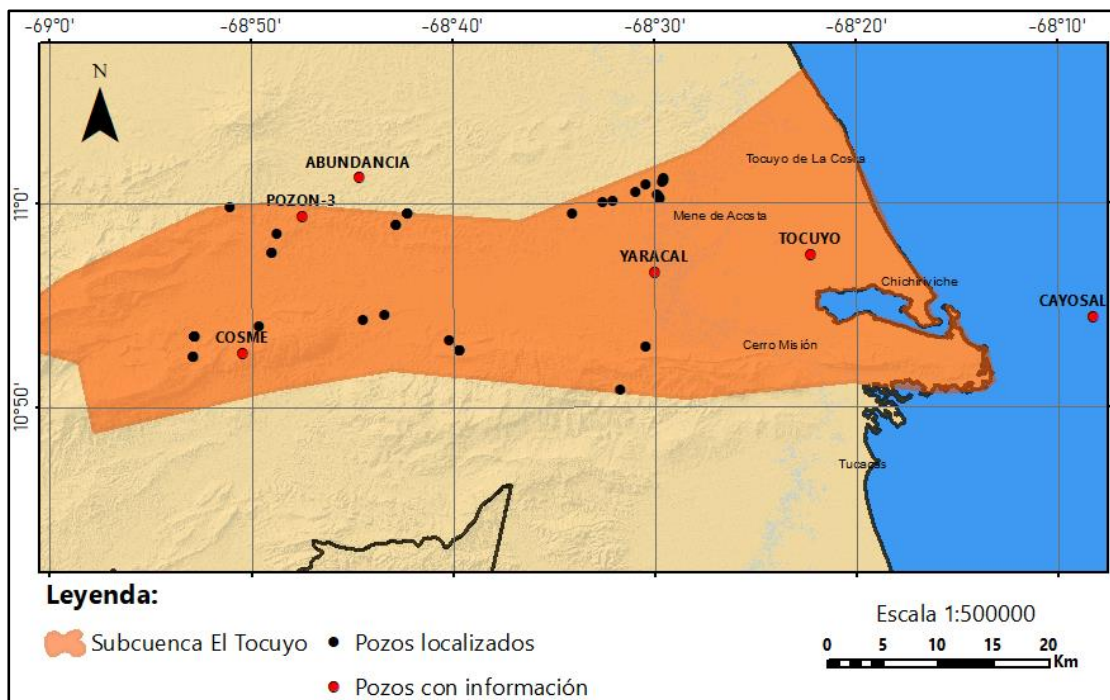 -69°0' -68°50' -68°40' -68°30' -68°20' -68°10'
N
ABUNDANCIA
Tocuyo de La Costa
11°0'
POZON-3
Mene de Acosta
TOCUYO
YARACAL
Chichiriviche
CAYOSAL
COSME
Cerro Misión
10°50'
Tucacas
Leyenda:
Subcuenca El Tocuyo
Pozos localizados
Pozos con información
Escala 1:500000
0 5 10 15 20
Km